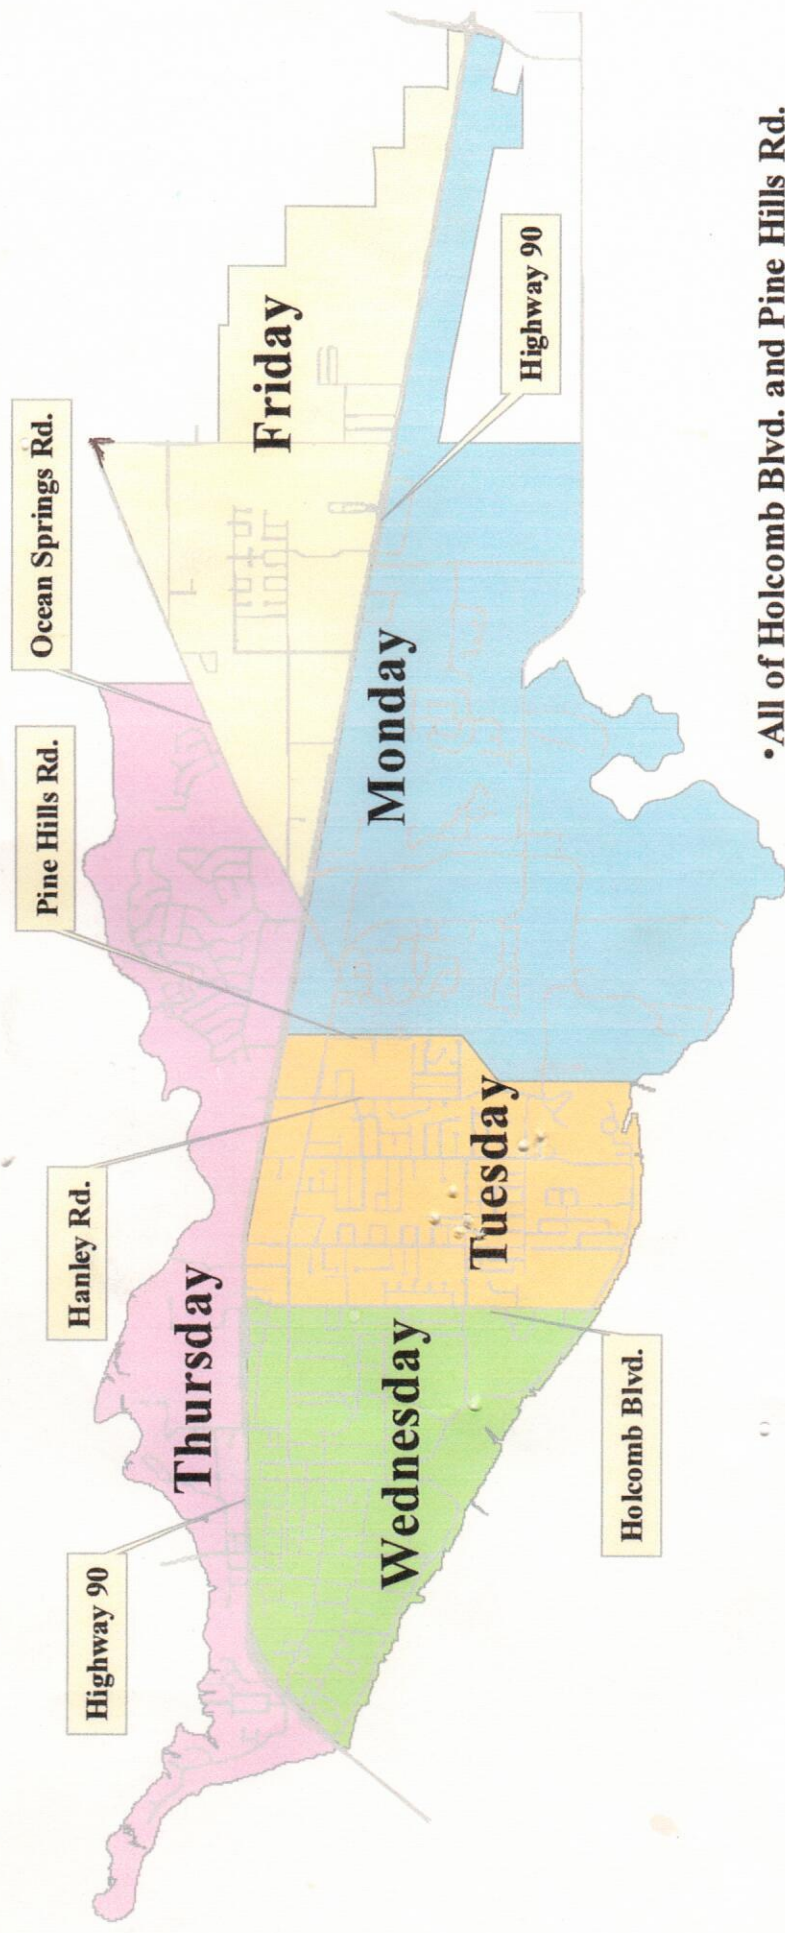 Ocean Springs Rd.
Pine Hills Rd.
Hanley Rd.
Highway 90
Thursday
Friday
Wednesday
Tuesday
Monday
Highway 90
Holcomb Blvd.
•All of Holcomb Blvd. and Pine Hills Rd.